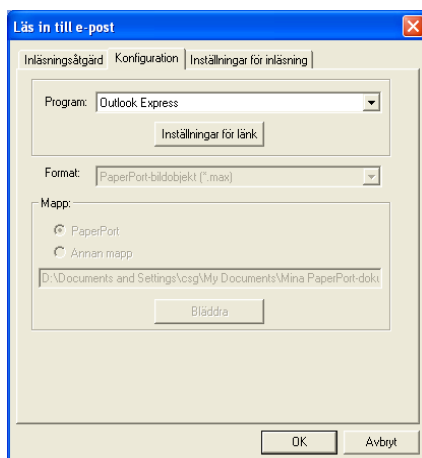 Läs in till e-post
Inläsningsåtgärd Konfiguration Inställningar för inläsning
Program: Outlook Express
Inställningar för länk
Format: PaperPort-bildobjekt (*.max)
Mapp:
PaperPort
Annan mapp
D:\Documents and Settings\csg\My Documents\Mina PaperPort-doku
Bläddra
OK Avbryt